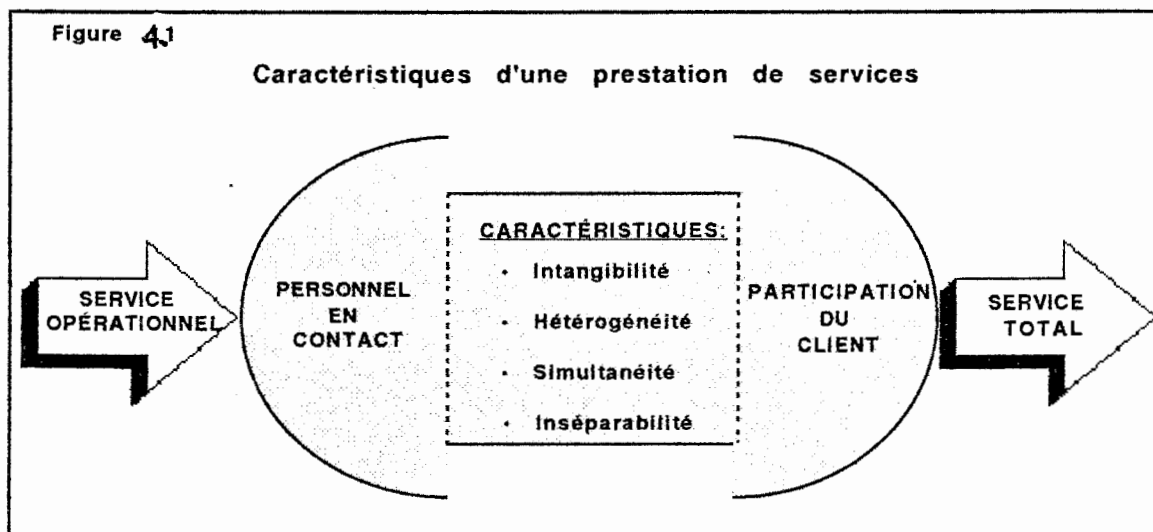 Figure 4.1
Caractéristiques d'une prestation de services
SERVICE
OPÉRATIONNEL
PERSONNEL
EN
CONTACT
CARACTÉRISTIQUES:
• Intangibilité
• Hétérogénéité
• Simultanéité
• Inséparabilité
PARTICIPATION
DU
CLIENT
SERVICE
TOTAL